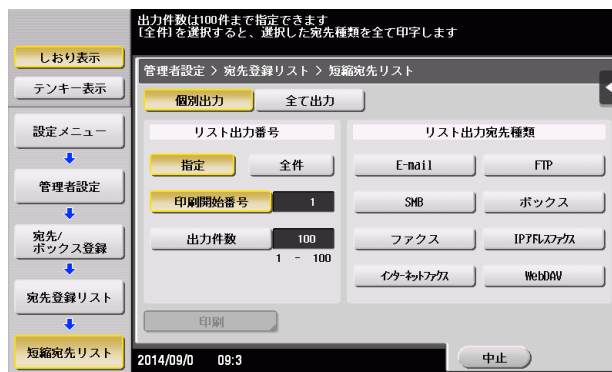 出力件数は100件まで指定できます
[全件]を選択すると、選択した宛先種類を全て印字します
しおり表示
テンキー表示
設定メニュー
管理者設定
宛先/
ボックス登録
宛先登録リスト
短縮宛先リスト
管理者設定 > 宛先登録リスト > 短縮宛先リスト
個別出力 全て出力
リスト出力番号
指定 全件
印刷開始番号 1
出力件数 100
1 - 100
印刷
リスト出力宛先種類
E-mail FTP
SMB ボックス
ファクス IPアドレスファクス
インターネットファクス WebDAV
2014/09/0 09:3
中止